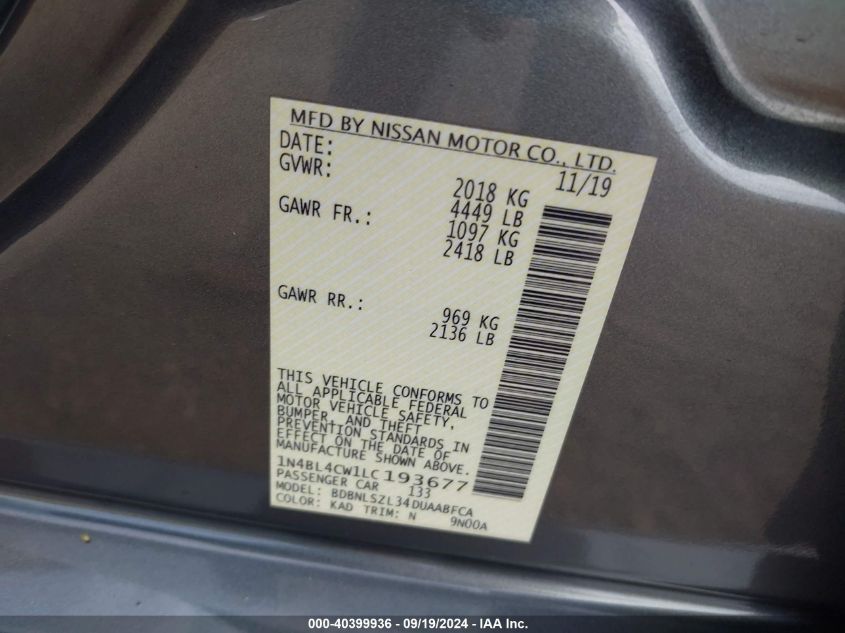 MFD BY NISSAN MOTOR CO., LTD.
DATE: 11/19
GVWR: 2018 KG
4449 LB
GAWR FR.: 1097 KG
2418 LB
GAWR RR.: 969 KG
2136 LB
THIS VEHICLE CONFORMS TO
ALL APPLICABLE FEDERAL
MOTOR VEHICLE SAFETY,
BUMPER, AND THEFT
PREVENTION STANDARDS IN
EFFECT ON THE DATE OF
MANUFACTURE SHOWN ABOVE.
1N4BL4CW1LC193677
PASSENGER CAR 133
MODEL: BDBNLSZL34DUAABFCA
COLOR: KAD TRIM: N 9N00A
000-40399936 - 09/19/2024 - IAA Inc.